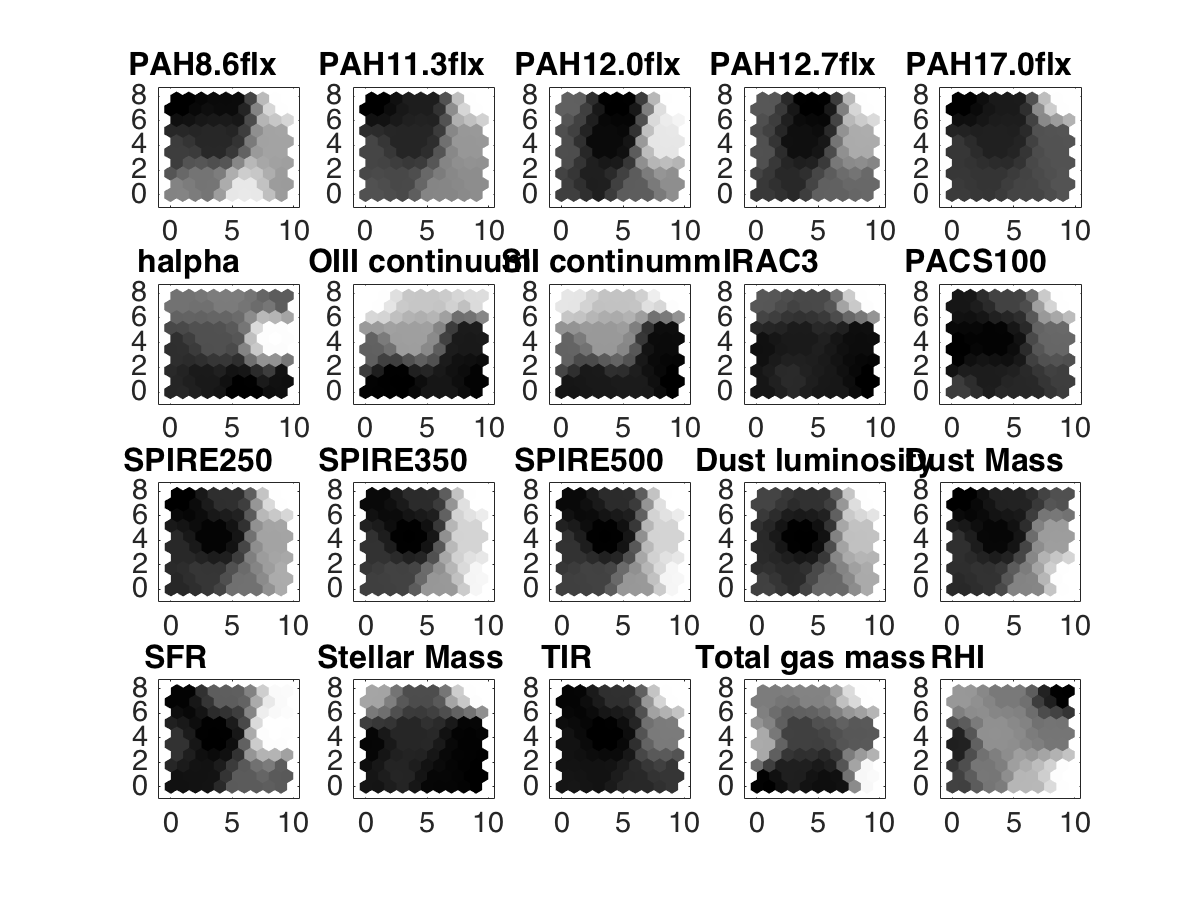 PAH8.6flx PAH11.3flx PAH12.0flx PAH12.7flx PAH17.0flx
8 8 8 8 8
6 6 6 6 6
4 4 4 4 4
2 2 2 2 2
0 0 0 0 0
0 5 10 0 5 10 0 5 10 0 5 10 0 5 10
halpha OIII continuum SII continumm IRAC3 PACS100
8 8 8 8 8
6 6 6 6 6
4 4 4 4 4
2 2 2 2 2
0 0 0 0 0
0 5 10 0 5 10 0 5 10 0 5 10 0 5 10
SPIRE250 SPIRE350 SPIRE500 Dust luminosity Dust Mass
8 8 8 8 8
6 6 6 6 6
4 4 4 4 4
2 2 2 2 2
0 0 0 0 0
0 5 10 0 5 10 0 5 10 0 5 10 0 5 10
SFR Stellar Mass TIR Total gas mass RHI
8 8 8 8 8
6 6 6 6 6
4 4 4 4 4
2 2 2 2 2
0 0 0 0 0
0 5 10 0 5 10 0 5 10 0 5 10 0 5 10